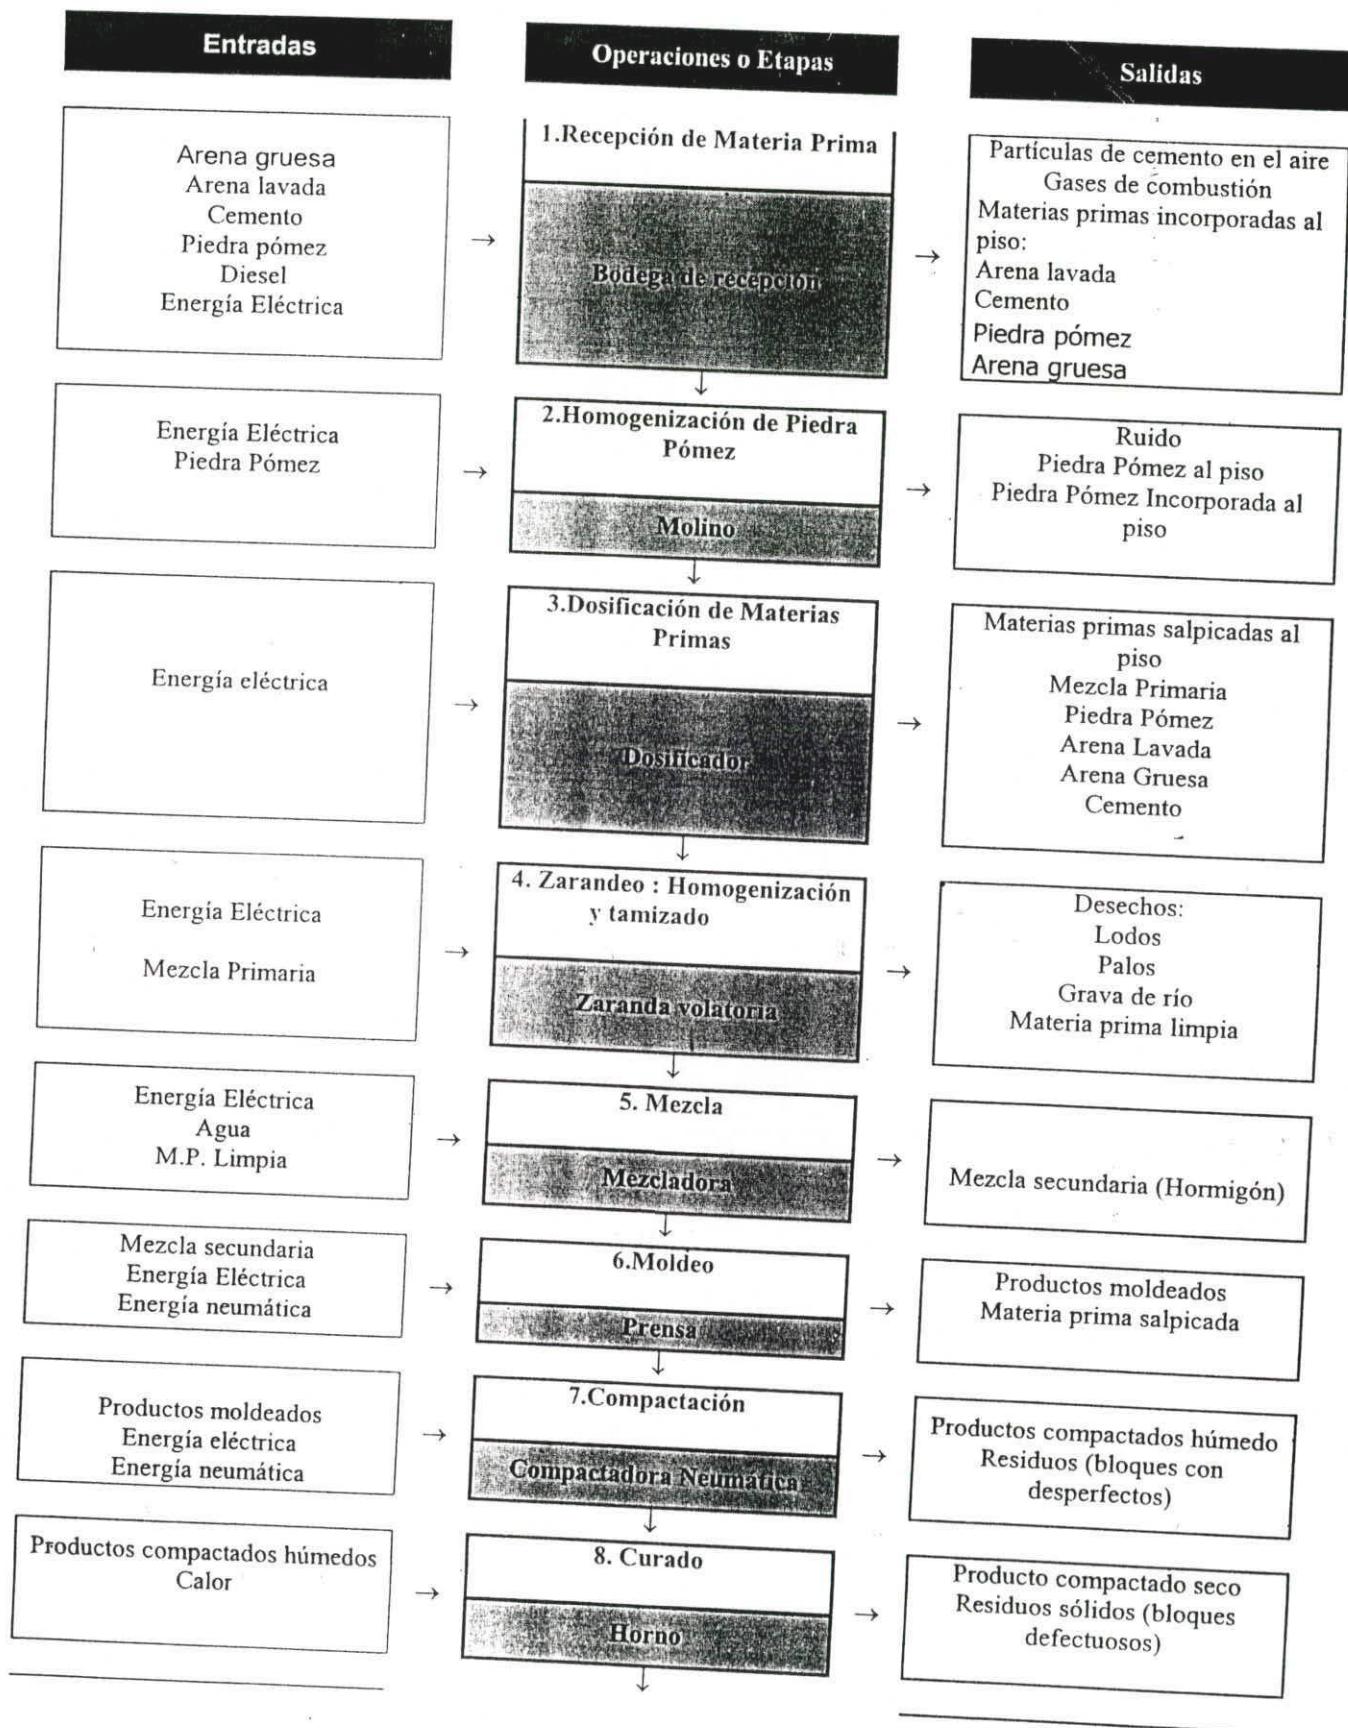 Entradas
Operaciones o Etapas
Salidas
Arena gruesa
Arena lavada
Cemento
Piedra pómez
Diesel
Energía Eléctrica
→
1.Recepción de Materia Prima
Bodega de recepción
→
Partículas de cemento en el aire
Gases de combustión
Materias primas incorporadas al
piso:
Arena lavada
Cemento
Piedra pómez
Arena gruesa
↓
Energía Eléctrica
Piedra Pómez
→
2.Homogenización de Piedra
Pómez
Molino
→
Ruido
Piedra Pómez al piso
Piedra Pómez Incorporada al
piso
↓
Energía eléctrica
→
3.Dosificación de Materias
Primas
Dosificador
→
Materias primas salpicadas al
piso
Mezcla Primaria
Piedra Pómez
Arena Lavada
Arena Gruesa
Cemento
↓
Energía Eléctrica
Mezcla Primaria
→
4. Zarandeo : Homogenización
y tamizado
Zaranda volatoria
→
Desechos:
Lodos
Palos
Grava de río
Materia prima limpia
↓
Energía Eléctrica
Agua
M.P. Limpia
→
5. Mezcla
Mezcladora
→
Mezcla secundaria (Hormigón)
↓
Mezcla secundaria
Energía Eléctrica
Energía neumática
→
6.Moldeo
Prensa
→
Productos moldeados
Materia prima salpicada
↓
Productos moldeados
Energía eléctrica
Energía neumática
→
7.Compactación
Compactadora Neumática
→
Productos compactados húmedo
Residuos (bloques con
desperfectos)
↓
Productos compactados húmedos
Calor
→
8. Curado
Horno
→
Producto compactado seco
Residuos sólidos (bloques
defectuosos)
↓